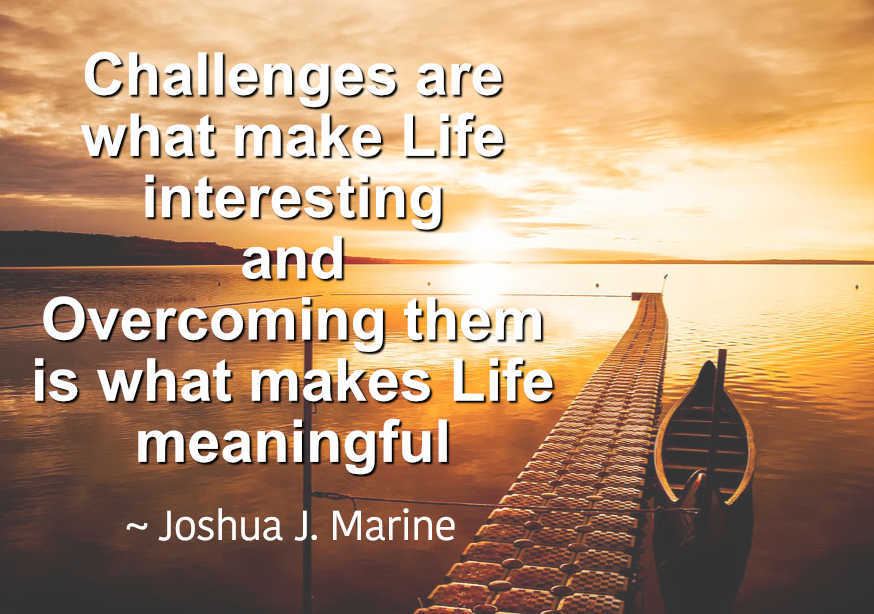 Challenges are
what make Life
interesting
and
Overcoming them
is what makes Life
meaningful
~ Joshua J. Marine